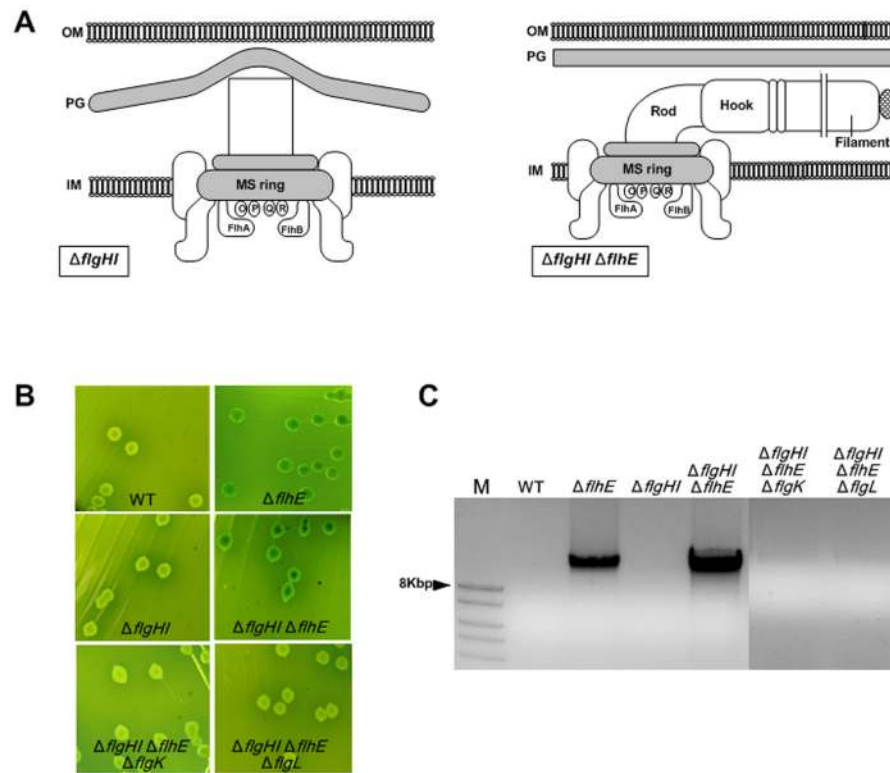 A
OM
PG
IM
MS ring
O P Q R
FlhA FlhB
ΔflgHI
OM
PG
Rod
Hook
Filament
IM
MS ring
O P Q R
FlhA FlhB
ΔflgHI ΔflhE
B
WT
ΔflhE
ΔflgHI
ΔflgHI ΔflhE
ΔflgHI ΔflhE
ΔflgK
ΔflgHI ΔflhE
ΔflgL
C
M
WT
ΔflhE
ΔflgHI
ΔflgHI
ΔflhE
ΔflgHI
ΔflhE
ΔflgK
ΔflgHI
ΔflhE
ΔflgL
8Kbp